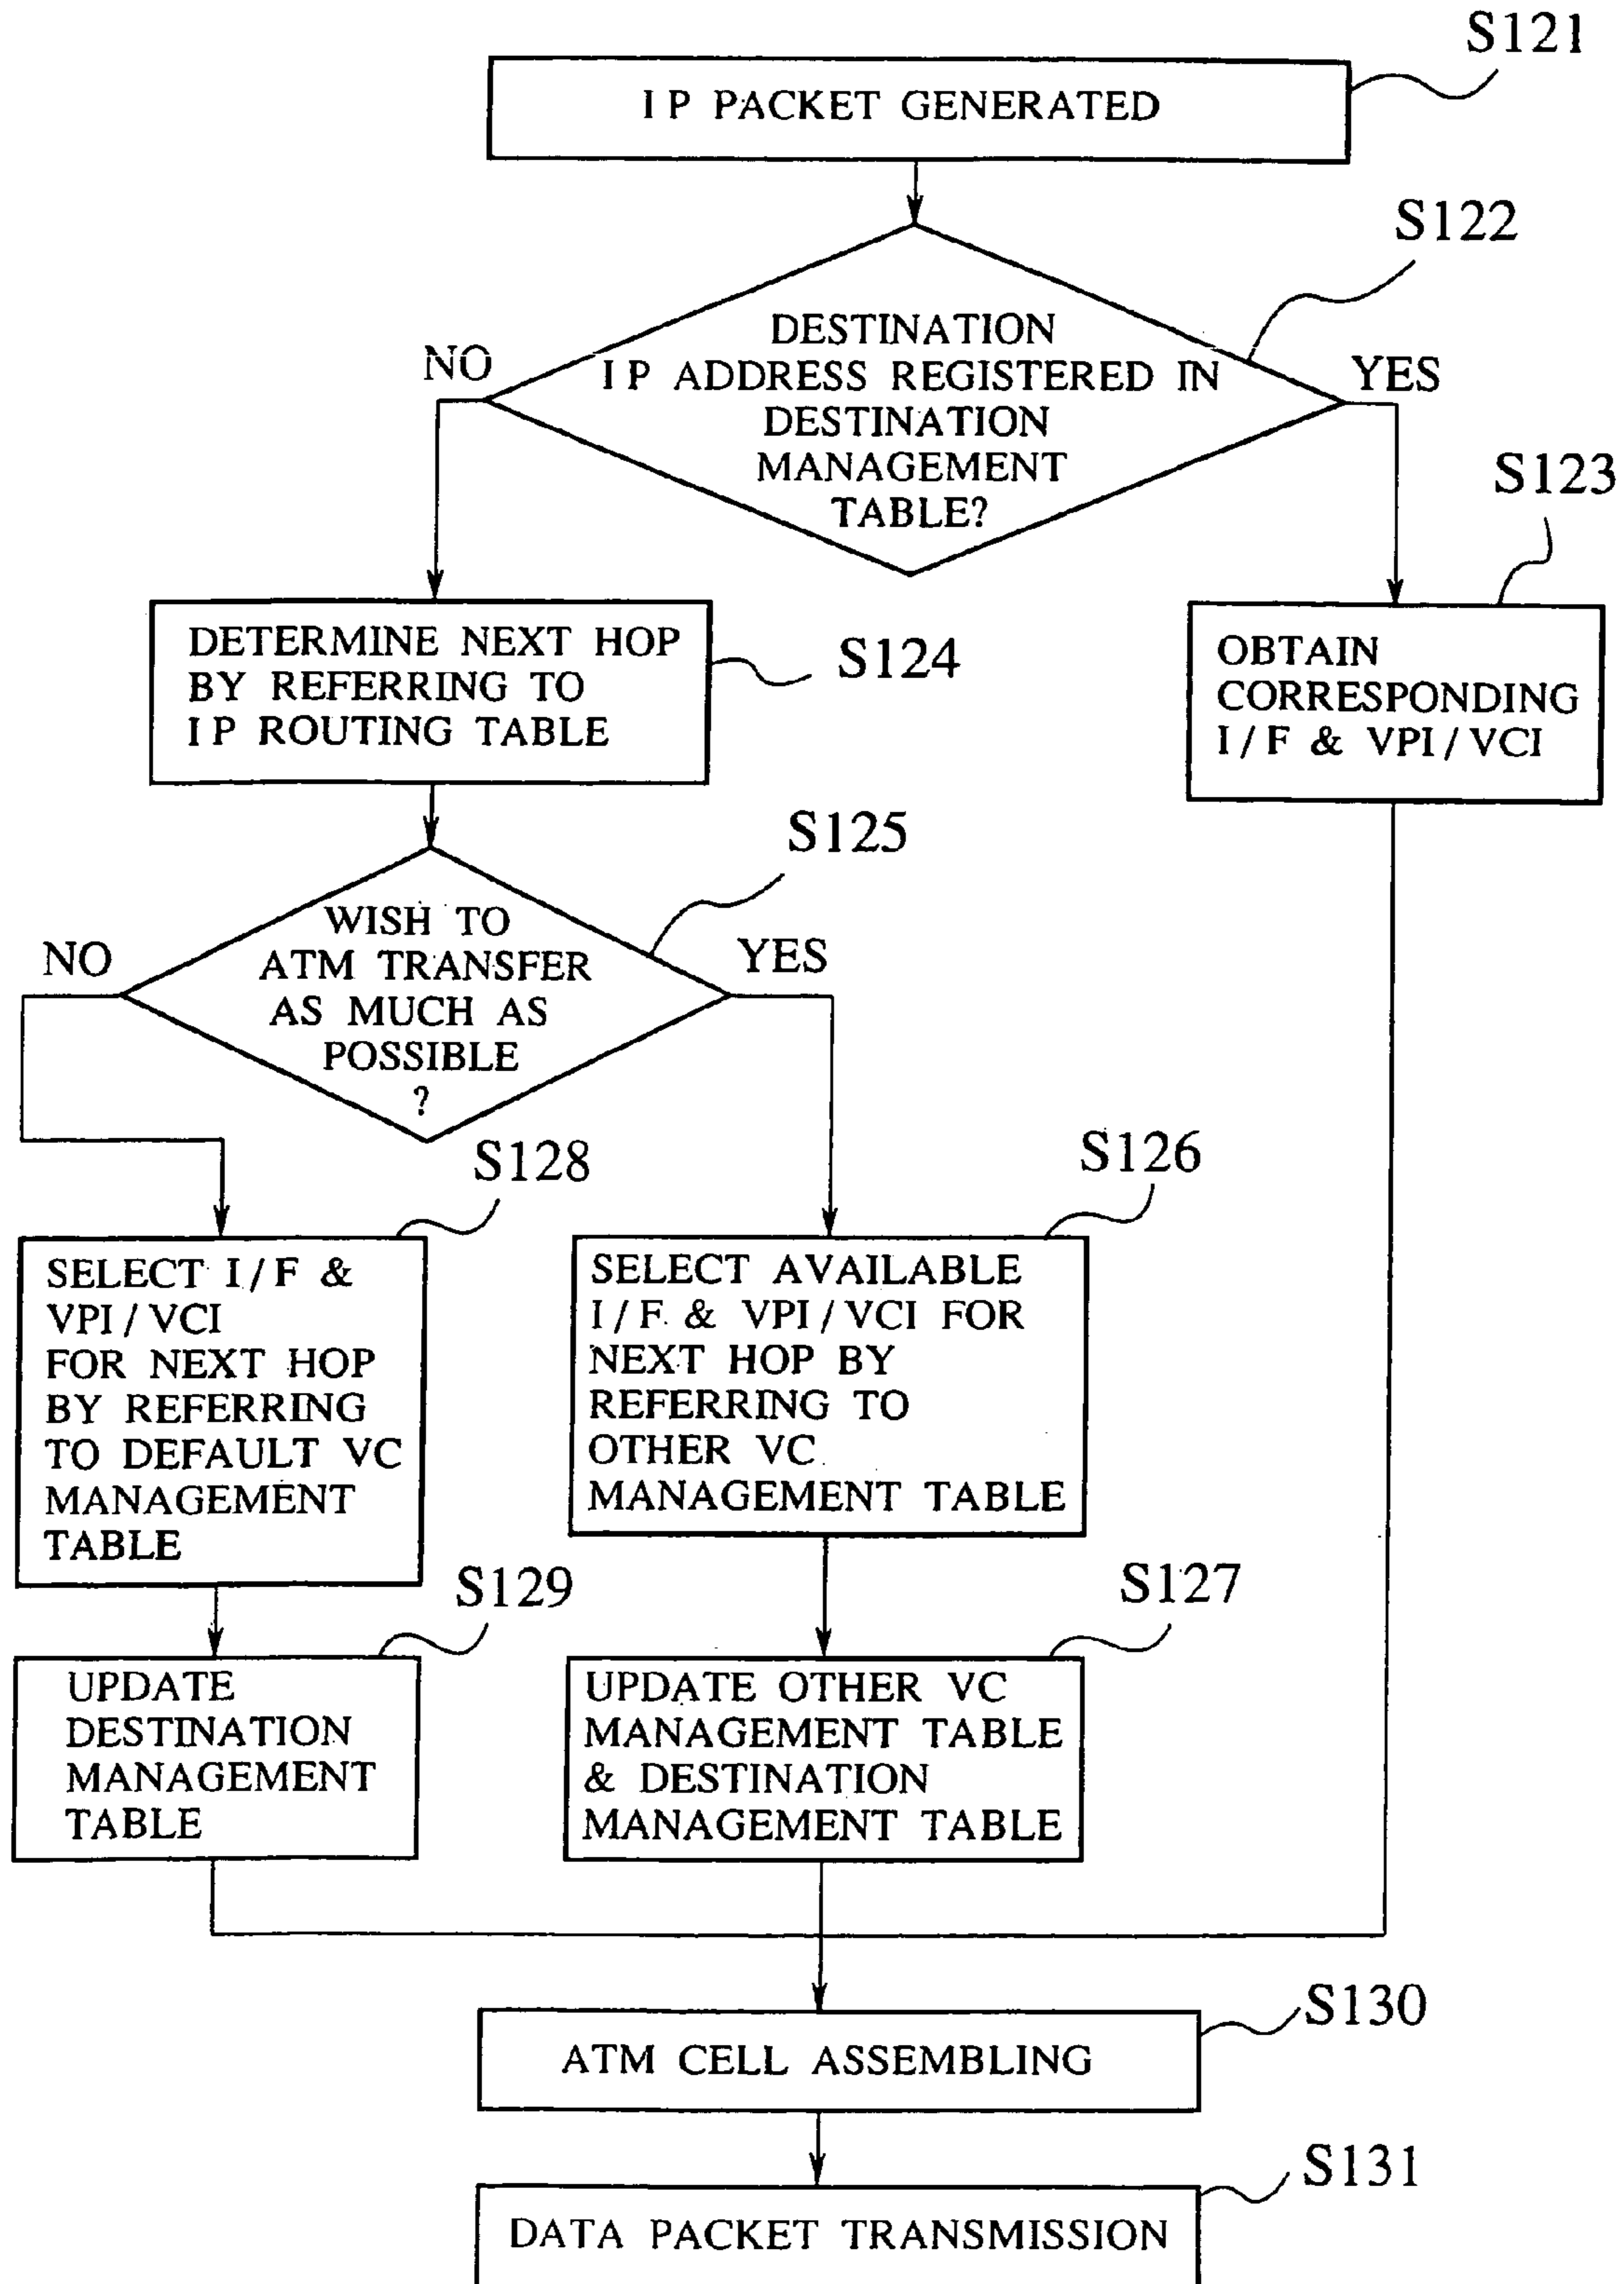 S121
IP PACKET GENERATED
S122
DESTINATION
IP ADDRESS REGISTERED IN
DESTINATION
MANAGEMENT
TABLE?
NO
YES
S123
OBTAIN
CORRESPONDING
I/F & VPI/VCI
DETERMINE NEXT HOP
BY REFERRING TO
IP ROUTING TABLE
S124
S125
WISH TO
ATM TRANSFER
AS MUCH AS
POSSIBLE
?
NO
YES
S128
SELECT I/F &
VPI/VCI
FOR NEXT HOP
BY REFERRING
TO DEFAULT VC
MANAGEMENT
TABLE
S126
SELECT AVAILABLE
I/F & VPI/VCI FOR
NEXT HOP BY
REFERRING TO
OTHER VC
MANAGEMENT TABLE
S129
UPDATE
DESTINATION
MANAGEMENT
TABLE
S127
UPDATE OTHER VC
MANAGEMENT TABLE
& DESTINATION
MANAGEMENT TABLE
S130
ATM CELL ASSEMBLING
S131
DATA PACKET TRANSMISSION